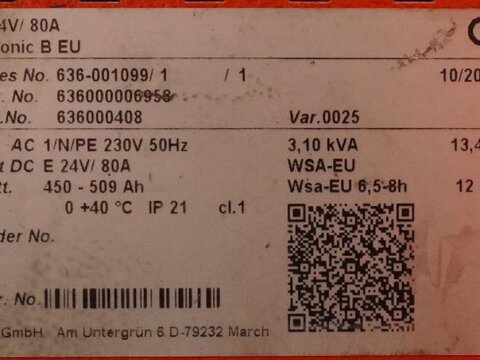 4V/ 80A
onic B EU
es No. 636-001099/ 1 / 1 10/20
r. No. 636000006958
.No. 636000408 Var.0025
AC 1/N/PE 230V 50Hz 3,10 kVA 13,4
t DC E 24V/ 80A WSA-EU
tt. 450 - 509 Ah Wsa-EU 6,5-8h 12
0 +40 °C IP 21 cl.1
der No.
r. No.
GmbH. Am Untergrün 6 D-79232 March